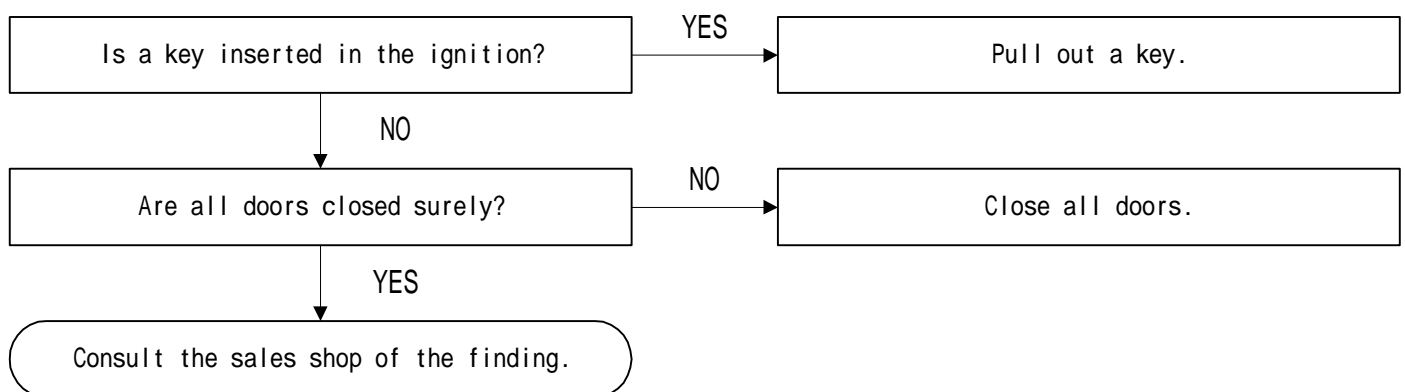 Is a key inserted in the ignition?
YES
Pull out a key.
NO
Are all doors closed surely?
NO
Close all doors.
YES
Consult the sales shop of the finding.